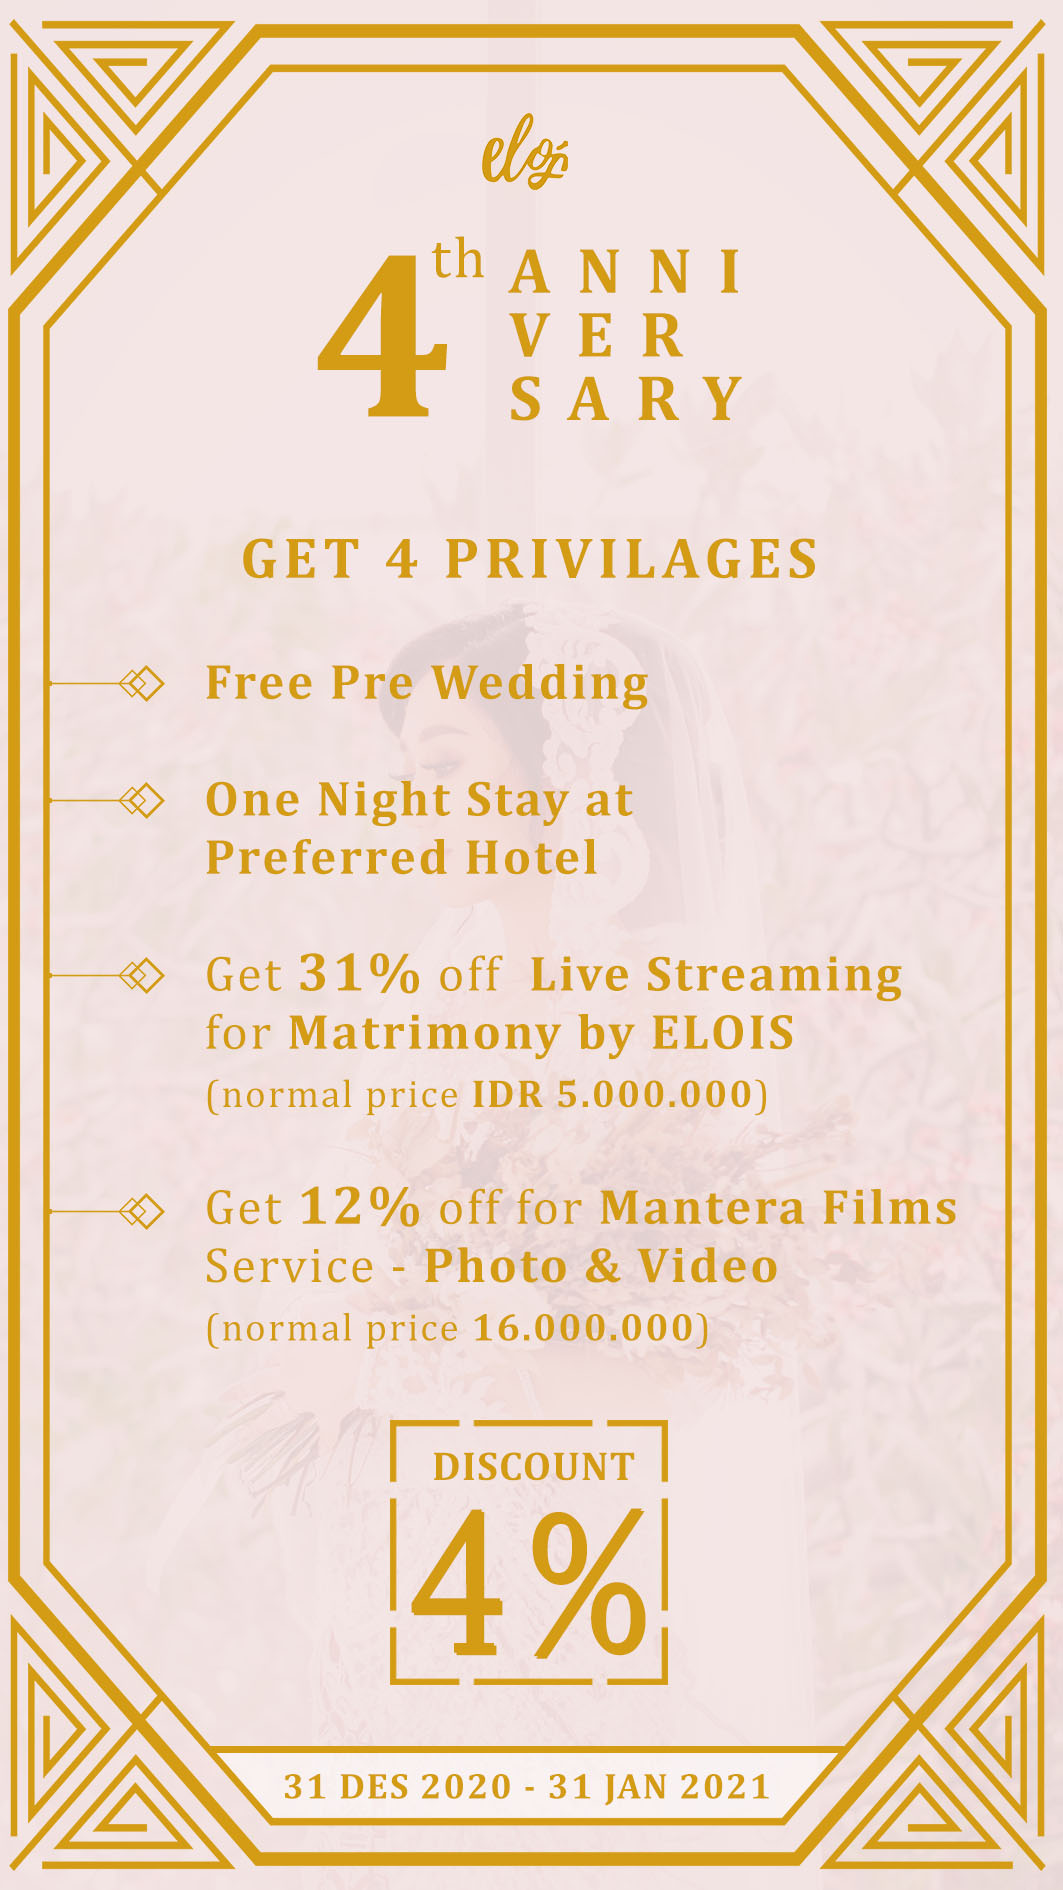 4th ANNI
VER
SARY
GET 4 PRIVILAGES
Free Pre Wedding
One Night Stay at
Preferred Hotel
Get 31% off Live Streaming
for Matrimony by ELOIS
(normal price IDR 5.000.000)
Get 12% off for Mantera Films
Service - Photo & Video
(normal price 16.000.000)
DISCOUNT
4%
31 DES 2020 - 31 JAN 2021